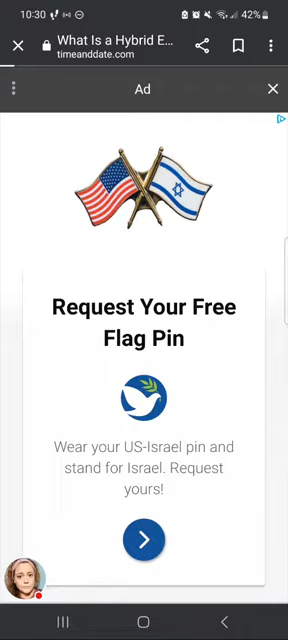 10:30
42%
What Is a Hybrid E...
timeanddate.com
Ad
Request Your Free
Flag Pin
Wear your US-Israel pin and
stand for Israel. Request
yours!